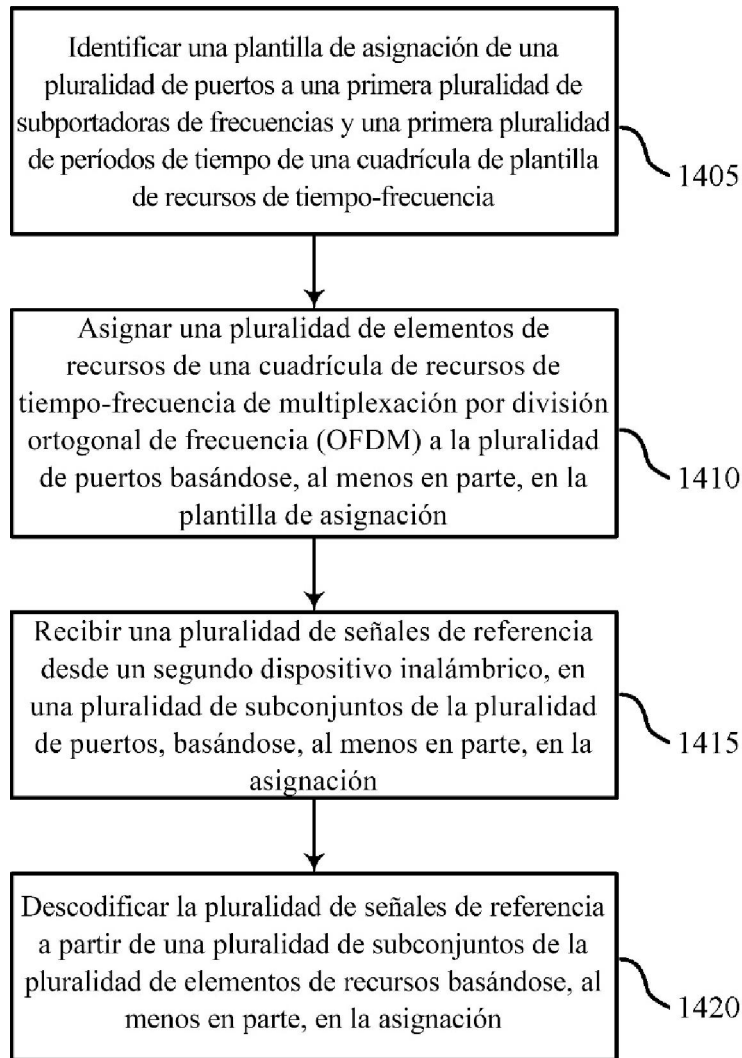 Identificar una plantilla de asignación de una
pluralidad de puertos a una primera pluralidad de
subportadoras de frecuencias y una primera pluralidad
de períodos de tiempo de una cuadrícula de plantilla
de recursos de tiempo-frecuencia
1405
Asignar una pluralidad de elementos de
recursos de una cuadrícula de recursos de
tiempo-frecuencia de multiplexación por división
ortogonal de frecuencia (OFDM) a la pluralidad
de puertos basándose, al menos en parte, en la
plantilla de asignación
1410
Recibir una pluralidad de señales de referencia
desde un segundo dispositivo inalámbrico, en
una pluralidad de subconjuntos de la pluralidad
de puertos, basándose, al menos en parte, en la
asignación
1415
Descodificar la pluralidad de señales de referencia
a partir de una pluralidad de subconjuntos de la
pluralidad de elementos de recursos basándose, al
menos en parte, en la asignación
1420